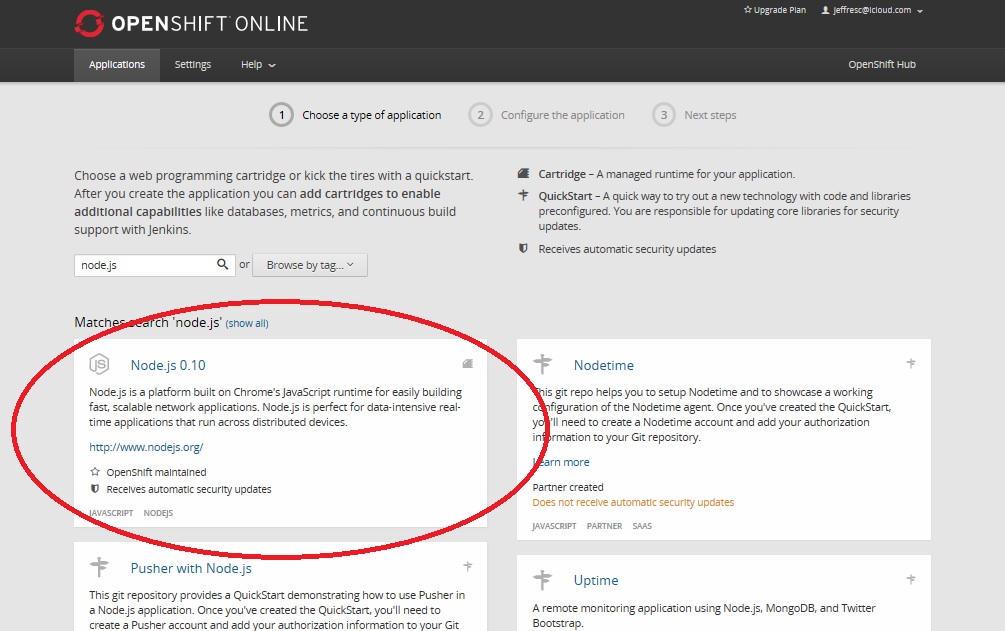 OPENSHIFT ONLINE
Upgrade Plan
jeffresc@icloud.com
Applications
Settings
Help
OpenShift Hub
1 Choose a type of application
2 Configure the application
3 Next steps
Choose a web programming cartridge or kick the tires with a quickstart.
After you create the application you can add cartridges to enable
additional capabilities like databases, metrics, and continuous build
support with Jenkins.
node.js
or
Browse by tag...
Cartridge – A managed runtime for your application.
QuickStart – A quick way to try out a new technology with code and libraries
preconfigured. You are responsible for updating core libraries for security
updates.
Receives automatic security updates
Matches search 'node.js' (show all)
JS
Node.js 0.10
Node.js is a platform built on Chrome's JavaScript runtime for easily building
fast, scalable network applications. Node.js is perfect for data-intensive real-
time applications that run across distributed devices.
http://www.nodejs.org/
OpenShift maintained
Receives automatic security updates
JAVASCRIPT NODEJS
Nodetime
This git repo helps you to setup Nodetime and to showcase a working
configuration of the Nodetime agent. Once you've created the QuickStart,
you'll need to create a Nodetime account and add your authorization
information to your Git repository.
Learn more
Partner created
Does not receive automatic security updates
JAVASCRIPT PARTNER SAAS
Pusher with Node.js
This git repository provides a QuickStart demonstrating how to use Pusher in
a Node.js application. Once you've created the QuickStart, you'll need to
create a Pusher account and add your authorization information to your Git
Uptime
A remote monitoring application using Node.js, MongoDB, and Twitter
Bootstrap.